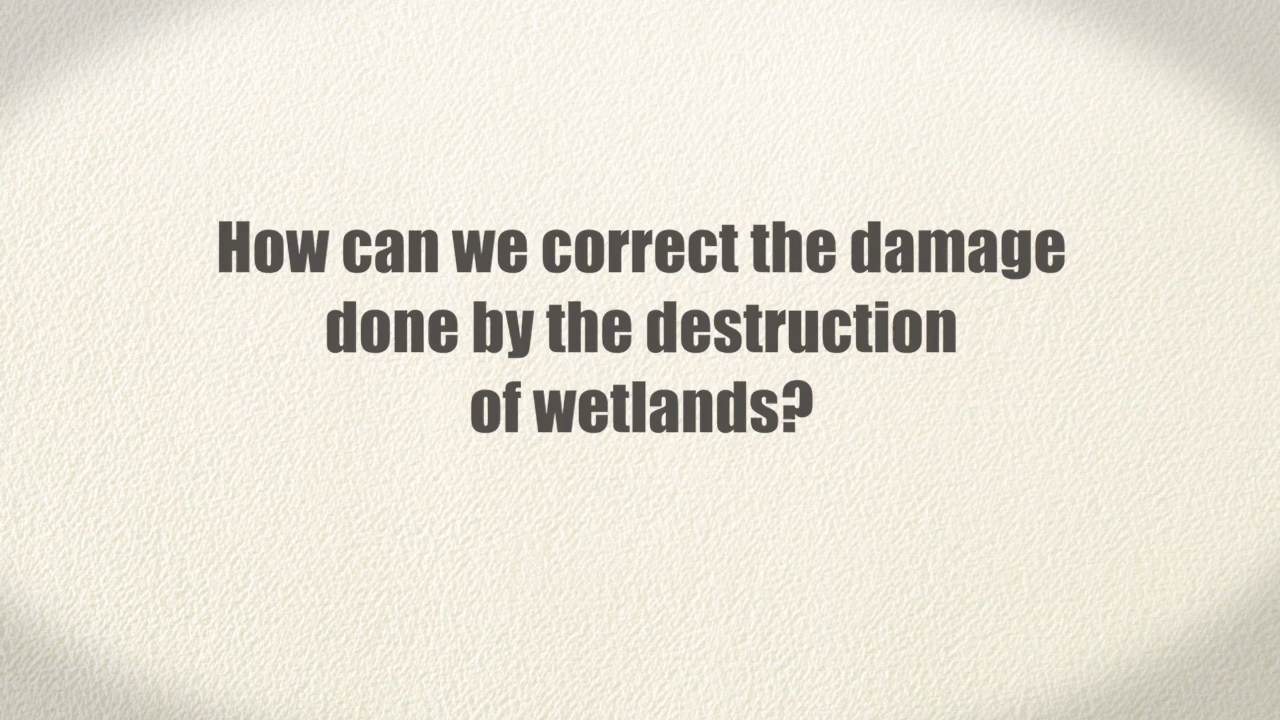 How can we correct the damage
done by the destruction
of wetlands?